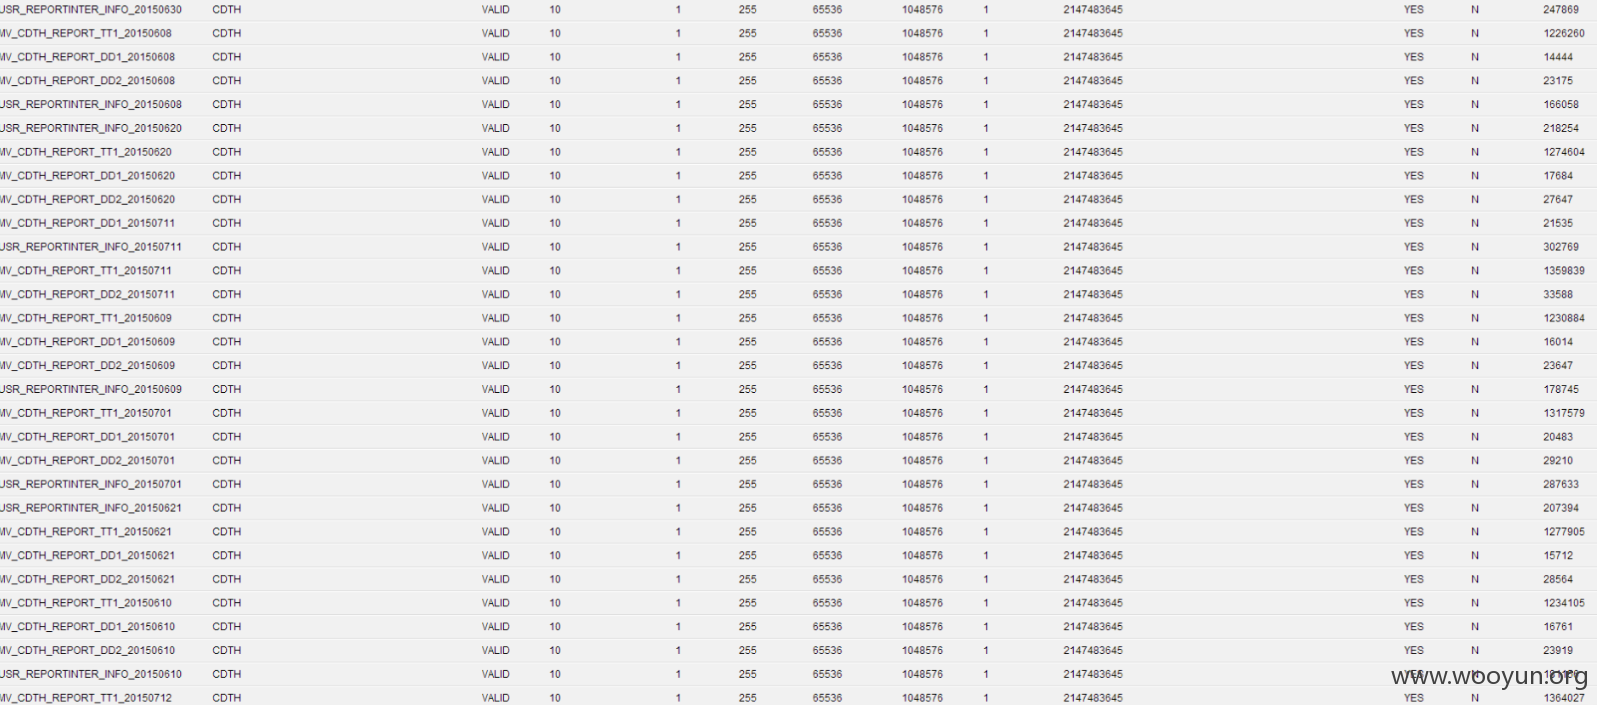 USR_REPORTINTER_INFO_20150630 CDTH VALID 10 1 255 65536 1048576 1 2147483645 YES N 247869
MV_CDTH_REPORT_TT1_20150608 CDTH VALID 10 1 255 65536 1048576 1 2147483645 YES N 1226260
MV_CDTH_REPORT_DD1_20150608 CDTH VALID 10 1 255 65536 1048576 1 2147483645 YES N 14444
MV_CDTH_REPORT_DD2_20150608 CDTH VALID 10 1 255 65536 1048576 1 2147483645 YES N 23175
USR_REPORTINTER_INFO_20150608 CDTH VALID 10 1 255 65536 1048576 1 2147483645 YES N 166058
USR_REPORTINTER_INFO_20150620 CDTH VALID 10 1 255 65536 1048576 1 2147483645 YES N 218254
MV_CDTH_REPORT_TT1_20150620 CDTH VALID 10 1 255 65536 1048576 1 2147483645 YES N 1274604
MV_CDTH_REPORT_DD1_20150620 CDTH VALID 10 1 255 65536 1048576 1 2147483645 YES N 17684
MV_CDTH_REPORT_DD2_20150620 CDTH VALID 10 1 255 65536 1048576 1 2147483645 YES N 27647
MV_CDTH_REPORT_DD1_20150711 CDTH VALID 10 1 255 65536 1048576 1 2147483645 YES N 21535
USR_REPORTINTER_INFO_20150711 CDTH VALID 10 1 255 65536 1048576 1 2147483645 YES N 302769
MV_CDTH_REPORT_TT1_20150711 CDTH VALID 10 1 255 65536 1048576 1 2147483645 YES N 1359839
MV_CDTH_REPORT_DD2_20150711 CDTH VALID 10 1 255 65536 1048576 1 2147483645 YES N 33588
MV_CDTH_REPORT_TT1_20150609 CDTH VALID 10 1 255 65536 1048576 1 2147483645 YES N 1230884
MV_CDTH_REPORT_DD1_20150609 CDTH VALID 10 1 255 65536 1048576 1 2147483645 YES N 16014
MV_CDTH_REPORT_DD2_20150609 CDTH VALID 10 1 255 65536 1048576 1 2147483645 YES N 23647
USR_REPORTINTER_INFO_20150609 CDTH VALID 10 1 255 65536 1048576 1 2147483645 YES N 178745
MV_CDTH_REPORT_TT1_20150701 CDTH VALID 10 1 255 65536 1048576 1 2147483645 YES N 1317579
MV_CDTH_REPORT_DD1_20150701 CDTH VALID 10 1 255 65536 1048576 1 2147483645 YES N 20483
MV_CDTH_REPORT_DD2_20150701 CDTH VALID 10 1 255 65536 1048576 1 2147483645 YES N 29210
USR_REPORTINTER_INFO_20150701 CDTH VALID 10 1 255 65536 1048576 1 2147483645 YES N 287633
USR_REPORTINTER_INFO_20150621 CDTH VALID 10 1 255 65536 1048576 1 2147483645 YES N 207394
MV_CDTH_REPORT_TT1_20150621 CDTH VALID 10 1 255 65536 1048576 1 2147483645 YES N 1277905
MV_CDTH_REPORT_DD1_20150621 CDTH VALID 10 1 255 65536 1048576 1 2147483645 YES N 15712
MV_CDTH_REPORT_DD2_20150621 CDTH VALID 10 1 255 65536 1048576 1 2147483645 YES N 28564
MV_CDTH_REPORT_TT1_20150610 CDTH VALID 10 1 255 65536 1048576 1 2147483645 YES N 1234105
MV_CDTH_REPORT_DD1_20150610 CDTH VALID 10 1 255 65536 1048576 1 2147483645 YES N 16761
MV_CDTH_REPORT_DD2_20150610 CDTH VALID 10 1 255 65536 1048576 1 2147483645 YES N 23919
USR_REPORTINTER_INFO_20150610 CDTH VALID 10 1 255 65536 1048576 1 2147483645 YES N
www.wooyun.org
MV_CDTH_REPORT_TT1_20150712 CDTH VALID 10 1 255 65536 1048576 1 2147483645 YES N 1364027